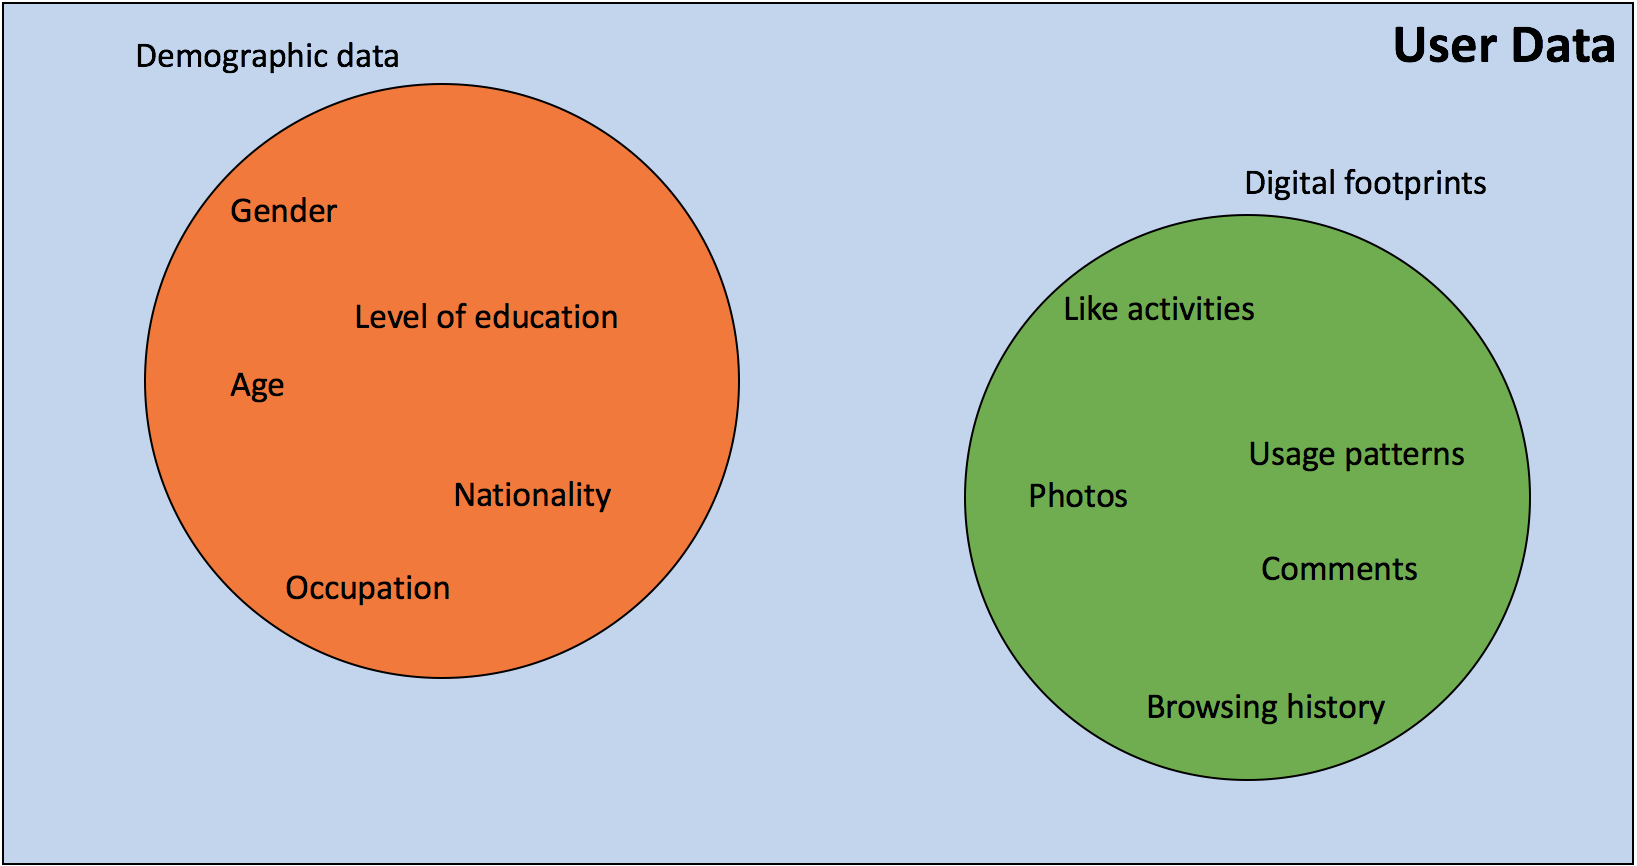 User Data
Demographic data
Gender
Level of education
Age
Nationality
Occupation
Digital footprints
Like activities
Usage patterns
Photos
Comments
Browsing history